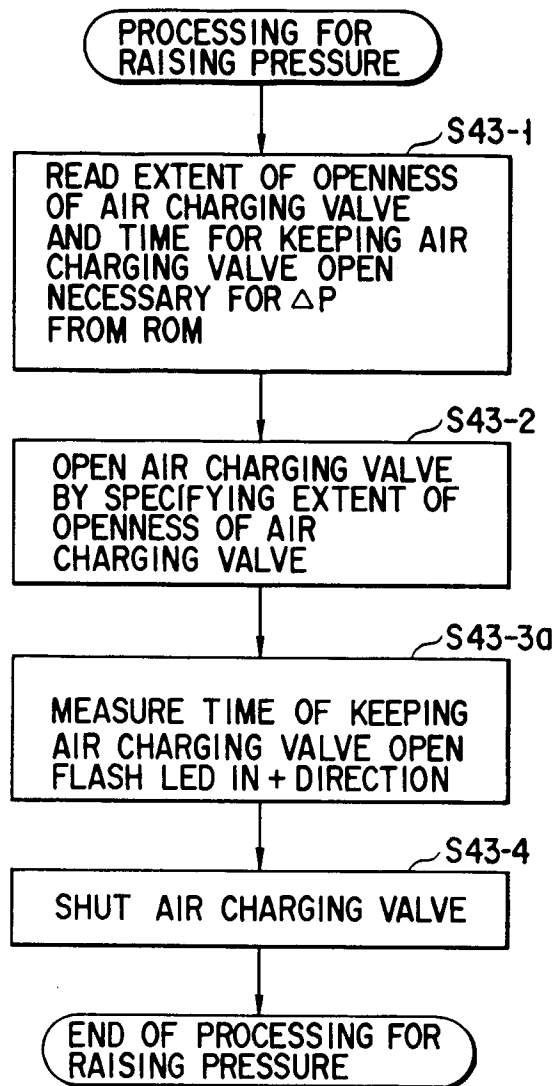 PROCESSING FOR
RAISING PRESSURE
S43-1
READ EXTENT OF OPENNESS
OF AIR CHARGING VALVE
AND TIME FOR KEEPING AIR
CHARGING VALVE OPEN
NECESSARY FOR △P
FROM ROM
S43-2
OPEN AIR CHARGING VALVE
BY SPECIFYING EXTENT OF
OPENNESS OF AIR
CHARGING VALVE
S43-3a
MEASURE TIME OF KEEPING
AIR CHARGING VALVE OPEN
FLASH LED IN + DIRECTION
S43-4
SHUT AIR CHARGING VALVE
END OF PROCESSING FOR
RAISING PRESSURE